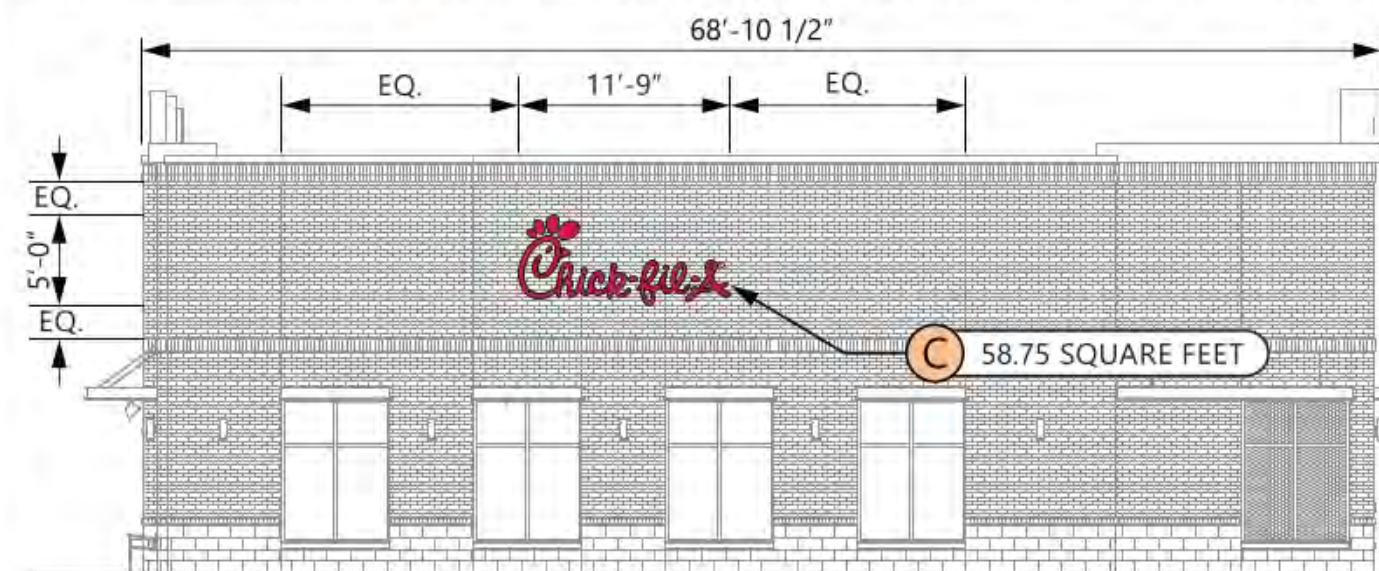 68′-10 1/2″
EQ.
11′-9″
EQ.
EQ.
5′-0″
EQ.
Chick-fil-A
C
58.75 SQUARE FEET